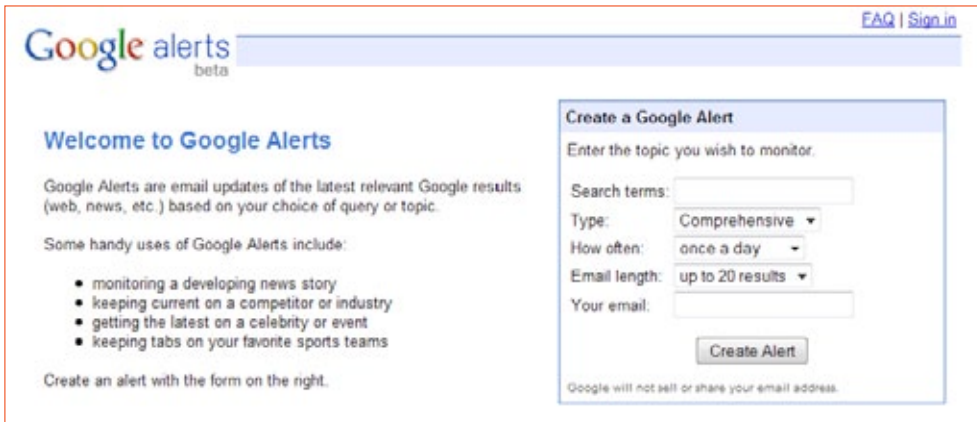 FAQ | Sign in
Google alerts
beta
Welcome to Google Alerts
Google Alerts are email updates of the latest relevant Google results
(web, news, etc.) based on your choice of query or topic.
Some handy uses of Google Alerts include:
• monitoring a developing news story
• keeping current on a competitor or industry
• getting the latest on a celebrity or event
• keeping tabs on your favorite sports teams
Create an alert with the form on the right.
Create a Google Alert
Enter the topic you wish to monitor.
Search terms:
Type: Comprehensive
How often: once a day
Email length: up to 20 results
Your email:
Create Alert
Google will not sell or share your email address.